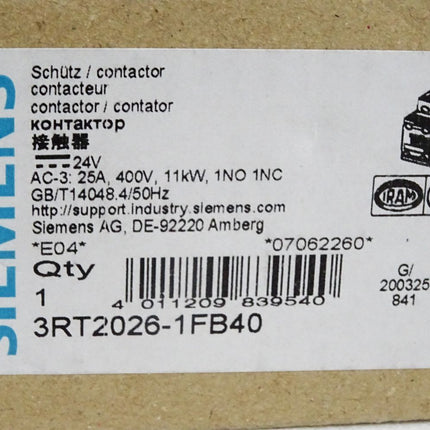 SIEMENS
Schütz / contactor
contacteur
contactor / contator
контактор
接触器
24V
AC-3: 25A, 400V, 11kW, 1NO 1NC
GB/T14048.4/50Hz
http://support.industry.siemens.com
Siemens AG, DE-92220 Amberg
*E04* *07062260*
Qty
1
4 011209 839540
3RT2026-1FB40
IRAM
G/
200325
841